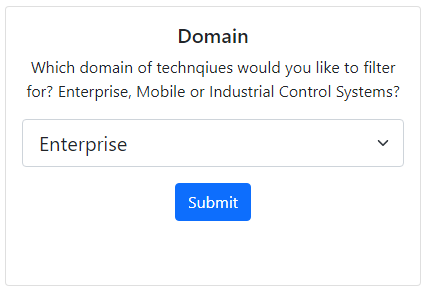 Domain
Which domain of technqiues would you like to filter
for? Enterprise, Mobile or Industrial Control Systems?
Enterprise
Submit